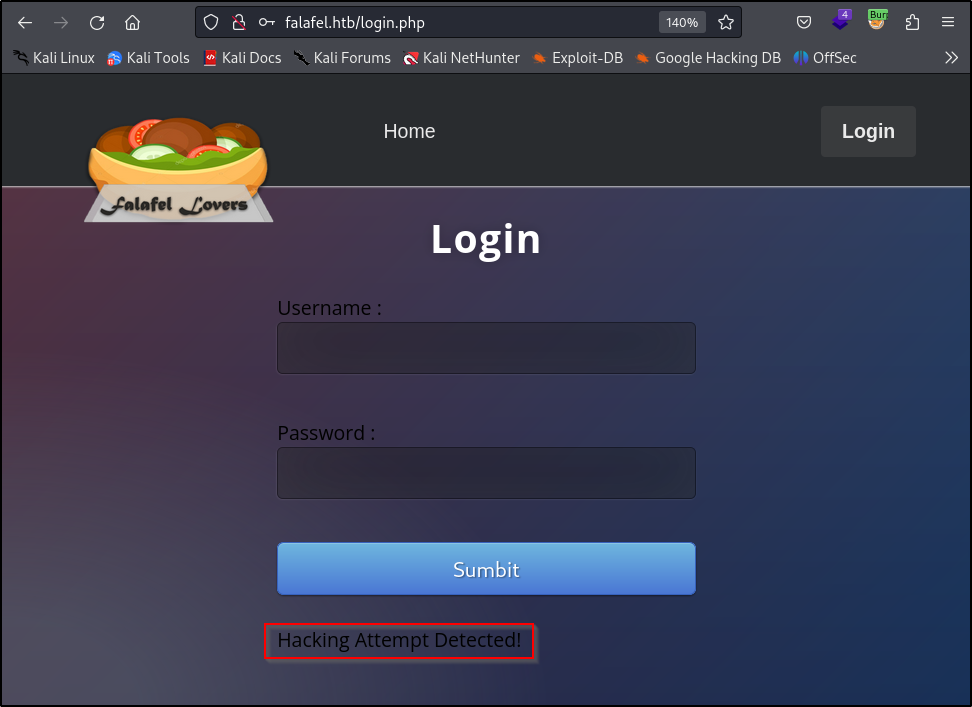 falafel.htb/login.php
140%
4
Bur
Kali Linux
Kali Tools
Kali Docs
Kali Forums
Kali NetHunter
Exploit-DB
Google Hacking DB
OffSec
Home
Login
Falafel Lovers
Login
Username :
Password :
Sumbit
Hacking Attempt Detected!